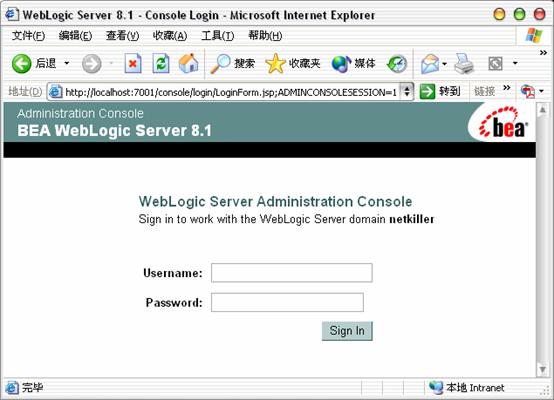 WebLogic Server 8.1 - Console Login - Microsoft Internet Explorer
文件(F) 编辑(E) 查看(V) 收藏(A) 工具(T) 帮助(H) »
后退 搜索 收藏夹 媒体 »
地址(D) http://localhost:7001/console/login/LoginForm.jsp;ADMINCONSOLESESSION=1 转到 链接 »
Administration Console
BEA WebLogic Server 8.1
bea
WebLogic Server Administration Console
Sign in to work with the WebLogic Server domain netkiller
Username:
Password:
Sign In
完毕 本地 Intranet